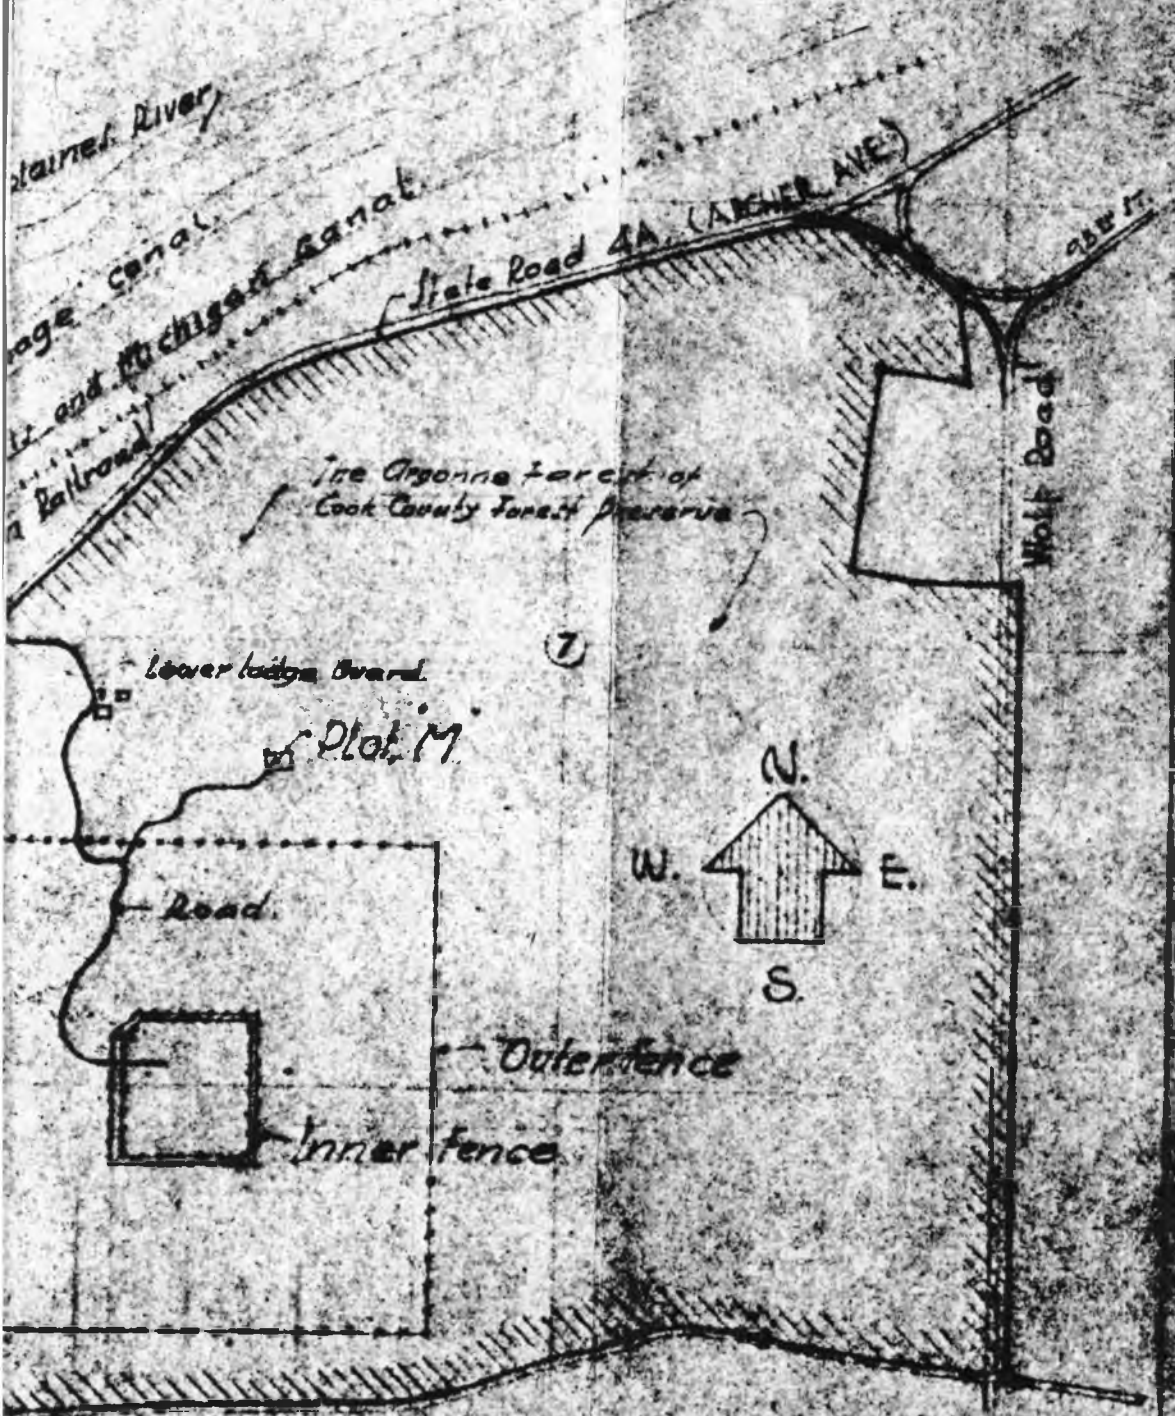 plaines River
age canal.
and Michigan Canal.
Railroad
State Road 4A. (ARCHER AVE)
95th St.
Wolf Road
The Argonne Forest of
Cook County Forest Preserve
7
Lower lodge Guard.
Plot "M"
N.
W. E.
S.
Road.
Outer fence
Inner fence